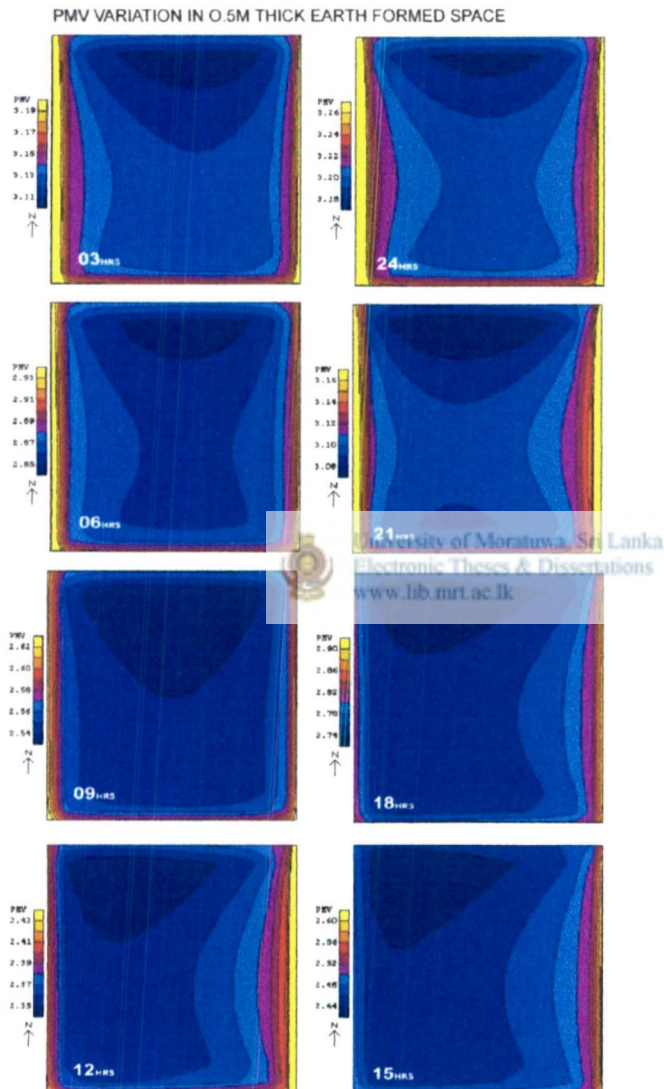 PMV VARIATION IN 0.5M THICK EARTH FORMED SPACE
PMV
3.19
3.17
3.15
3.13
3.11
N
03HRS
PMV
3.26
3.24
3.22
3.20
3.18
N
24HRS
PMV
2.93
2.91
2.89
2.87
2.85
N
06HRS
PMV
3.16
3.14
3.12
3.10
3.08
N
21HRS
University of Moratuwa, Sri Lanka
Electronic Theses & Dissertations
www.lib.mrt.ac.lk
PMV
2.62
2.60
2.58
2.56
2.54
N
09HRS
PMV
2.90
2.86
2.82
2.78
2.74
N
18HRS
PMV
2.43
2.41
2.39
2.37
2.35
N
12HRS
PMV
2.60
2.56
2.52
2.48
2.44
N
15HRS